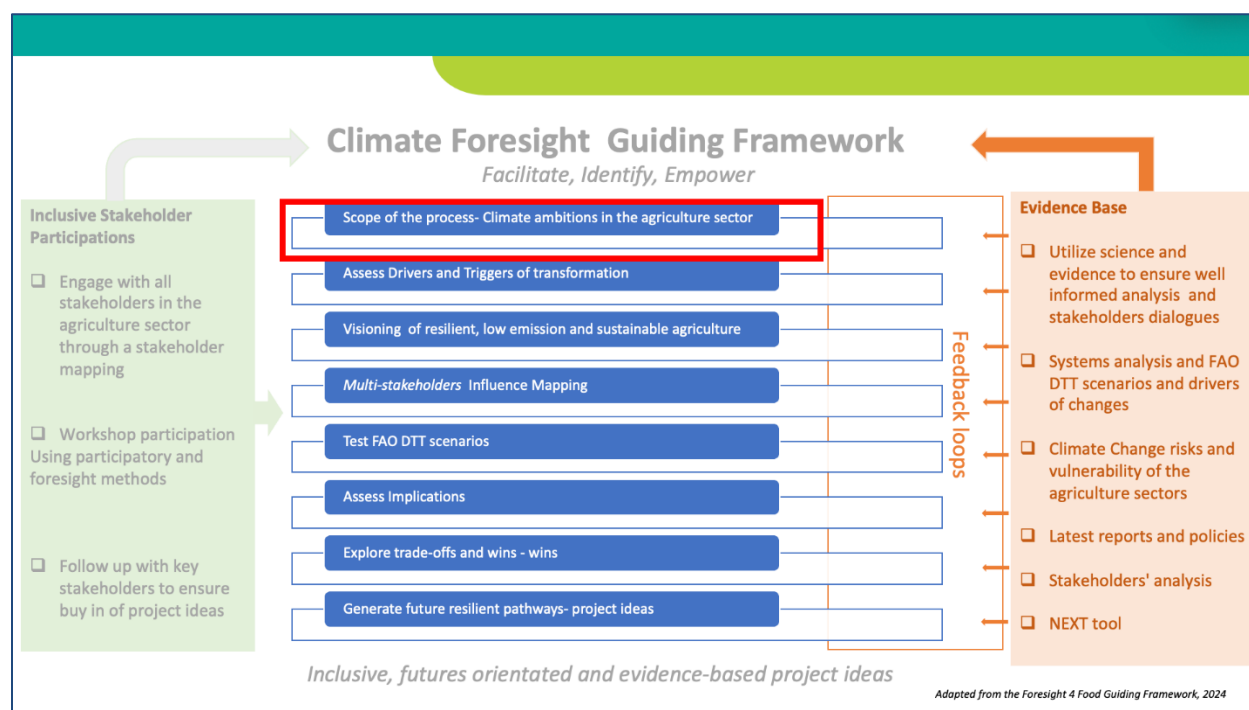 Climate Foresight  Guiding Framework
Facilitate, Identify, Empower
Inclusive Stakeholder
Participations
❑ Engage with all
stakeholders in the
agriculture sector
through a stakeholder
mapping
❑ Workshop participation
Using participatory and
foresight methods
❑ Follow up with key
stakeholders to ensure
buy in of project ideas
Scope of the process- Climate ambitions in the agriculture sector
Assess Drivers and Triggers of transformation
Visioning  of resilient, low emission and sustainable agriculture
Multi-stakeholders  Influence Mapping
Test FAO DTT scenarios
Assess Implications
Explore trade-offs and wins - wins
Generate future resilient pathways- project ideas
Feedback loops
Evidence Base
❑ Utilize science and
evidence to ensure well
informed analysis  and
stakeholders dialogues
❑ Systems analysis and FAO
DTT scenarios and drivers
of changes
❑ Climate Change risks and
vulnerability of the
agriculture sectors
❑ Latest reports and policies
❑ Stakeholders' analysis
❑ NEXT tool
Inclusive, futures orientated and evidence-based project ideas
Adapted from the Foresight 4 Food Guiding Framework, 2024